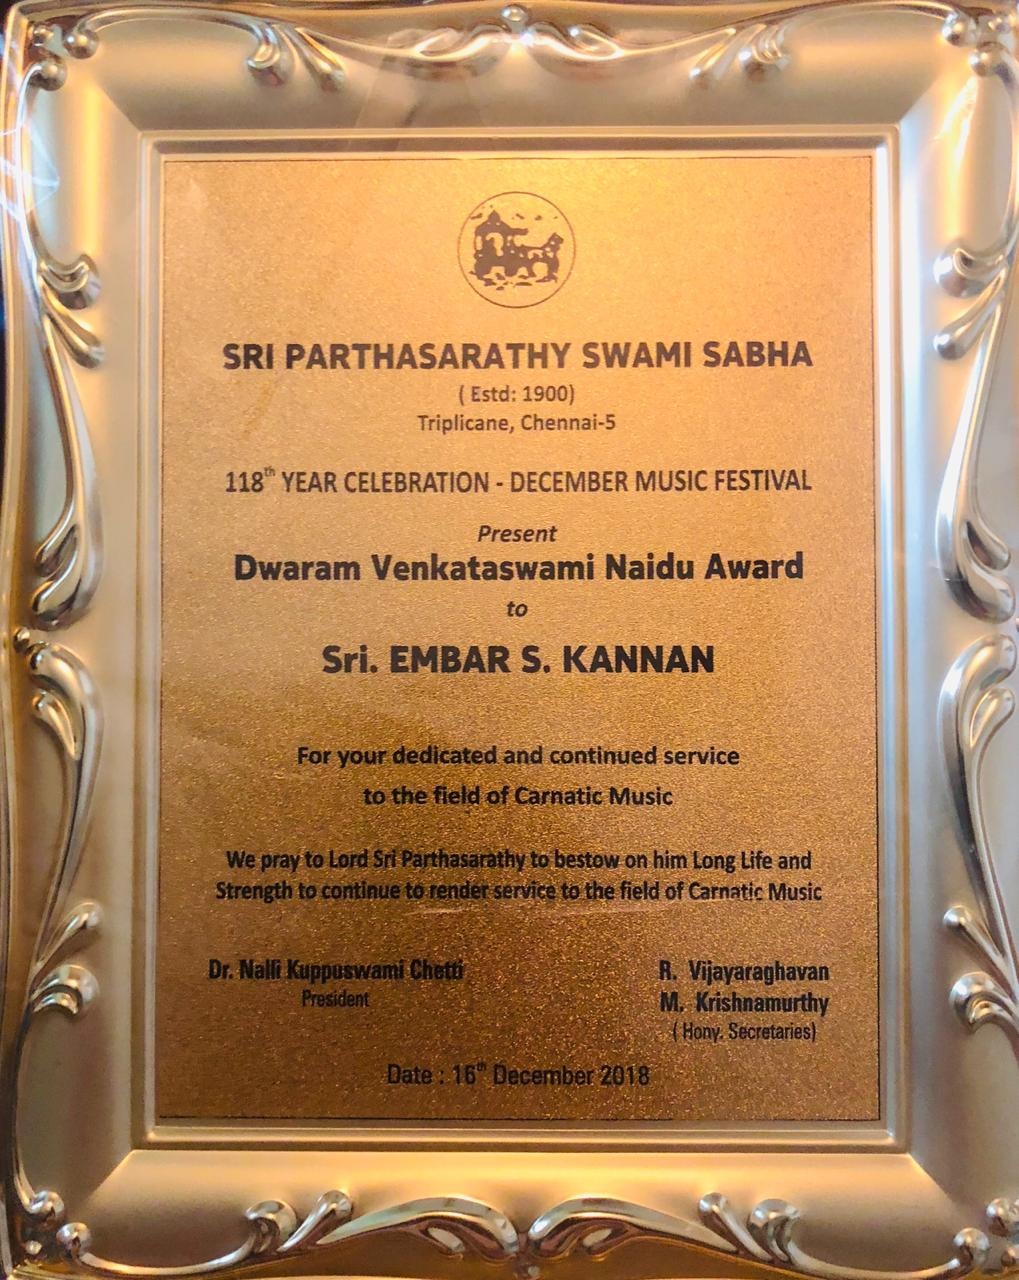 SRI PARTHASARATHY SWAMI SABHA
( Estd: 1900)
Triplicane, Chennai-5
118th YEAR CELEBRATION - DECEMBER MUSIC FESTIVAL
Present
Dwaram Venkataswami Naidu Award
to
Sri. EMBAR S. KANNAN
For your dedicated and continued service
to the field of Carnatic Music
We pray to Lord Sri Parthasarathy to bestow on him Long Life and
Strength to continue to render service to the field of Carnatic Music
Dr. Nalli Kuppuswami Chetti
President
R. Vijayaraghavan
M. Krishnamurthy
( Hony. Secretaries)
Date : 16th December 2018